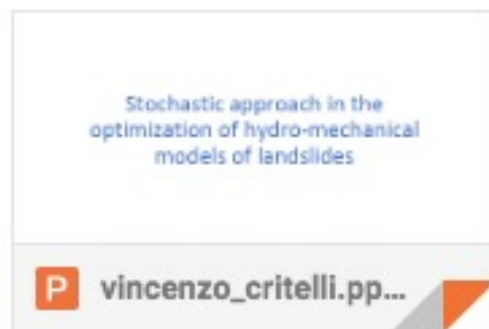 Stochastic approach in the
optimization of hydro-mechanical
models of landslides
P vincenzo_critelli.pp...